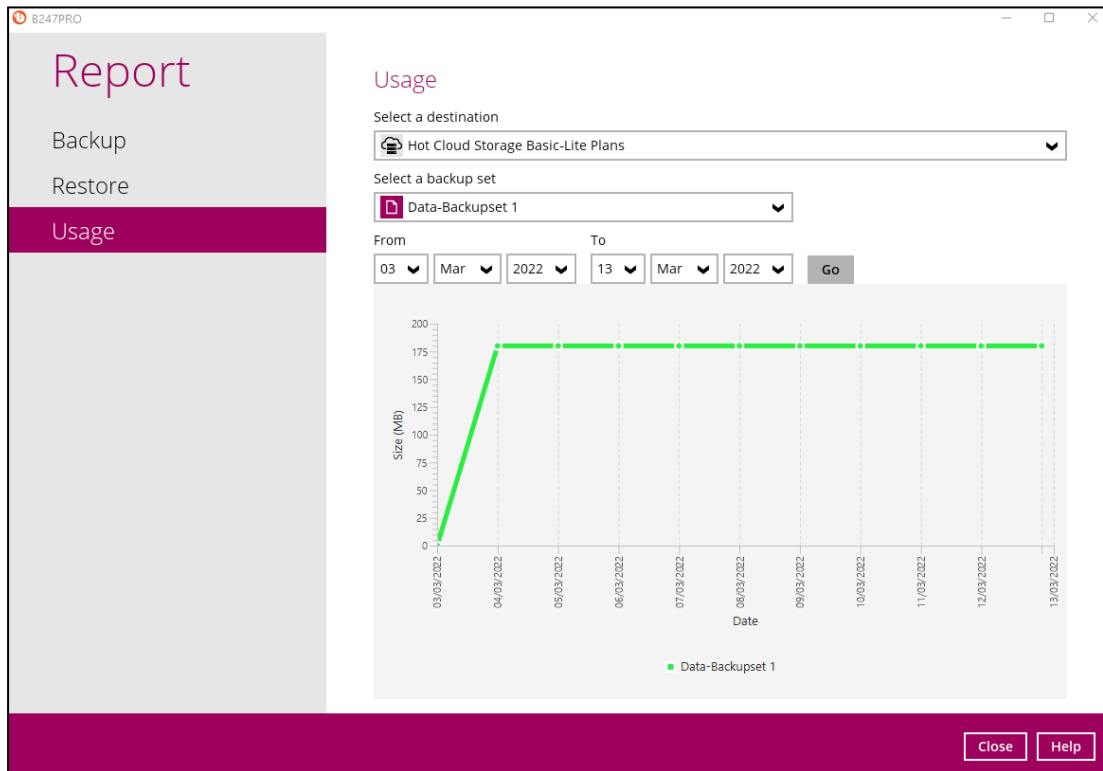 B247PRO
Report
Backup
Restore
Usage
Usage
Select a destination
Hot Cloud Storage Basic-Lite Plans
Select a backup set
Data-Backupset 1
From To
03 Mar 2022 13 Mar 2022 Go
200
175
150
125
100
75
50
25
0
Size (MB)
03/03/2022 04/03/2022 05/03/2022 06/03/2022 07/03/2022 08/03/2022 09/03/2022 10/03/2022 11/03/2022 12/03/2022 13/03/2022
Date
Data-Backupset 1
Close Help